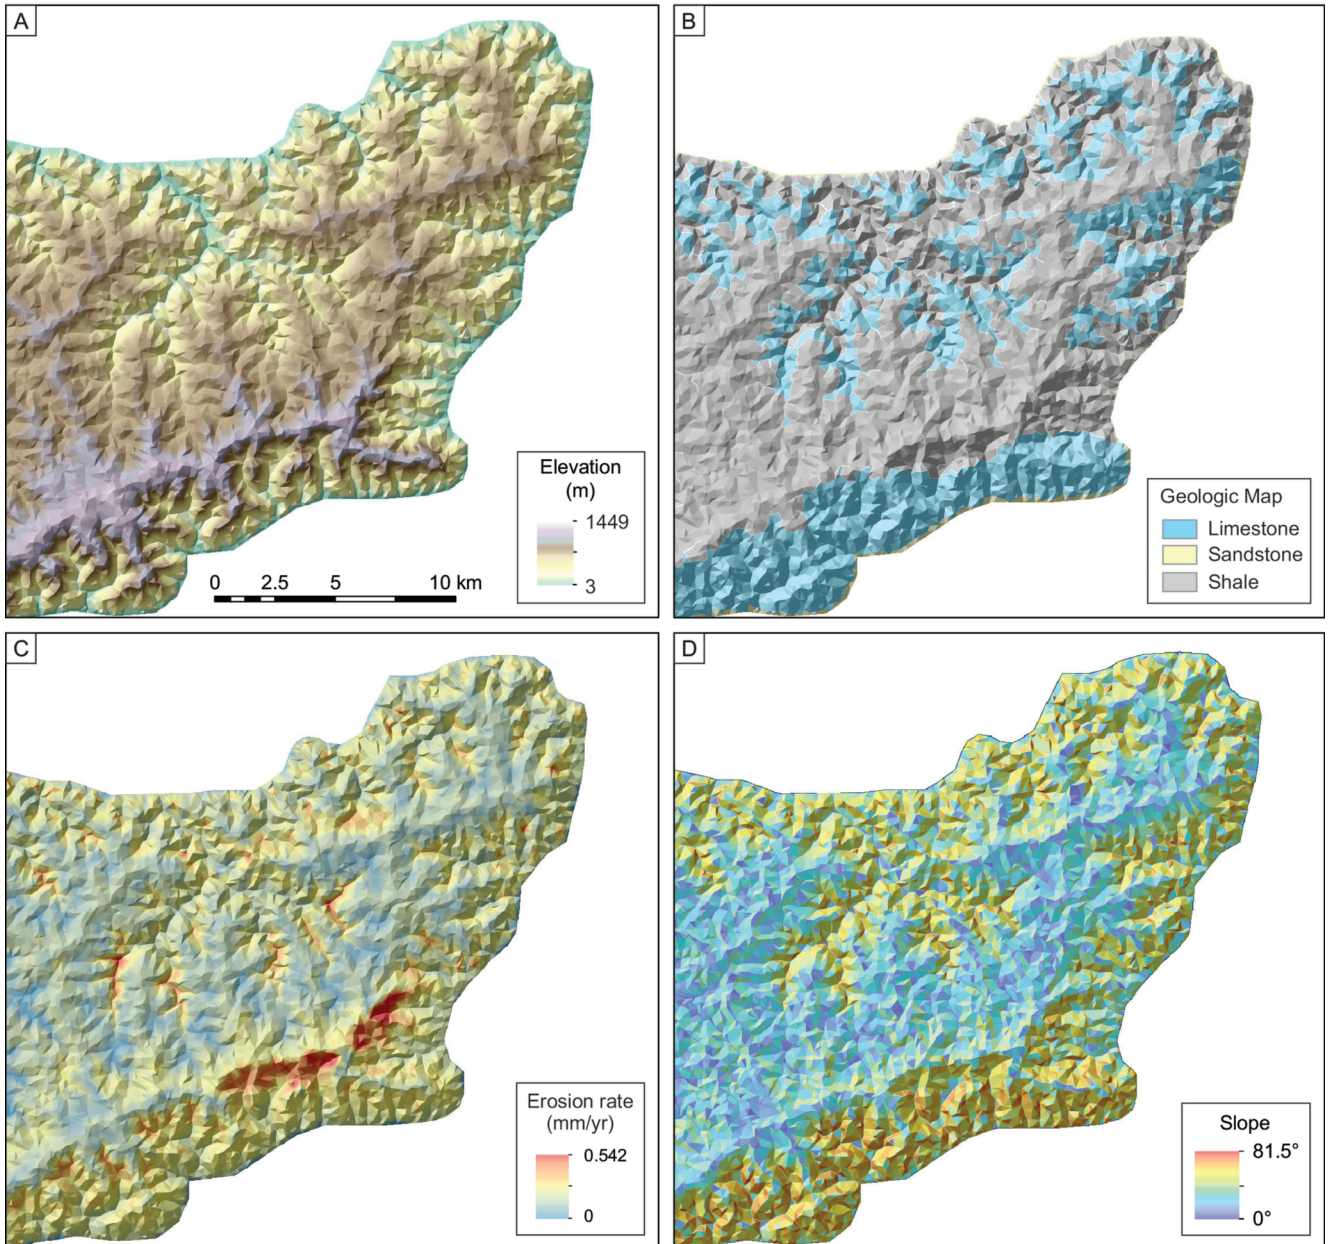 A
Elevation
(m)
1449
3
0 2.5 5 10 km
B
Geologic Map
Limestone
Sandstone
Shale
C
Erosion rate
(mm/yr)
0.542
0
D
Slope
81.5°
0°